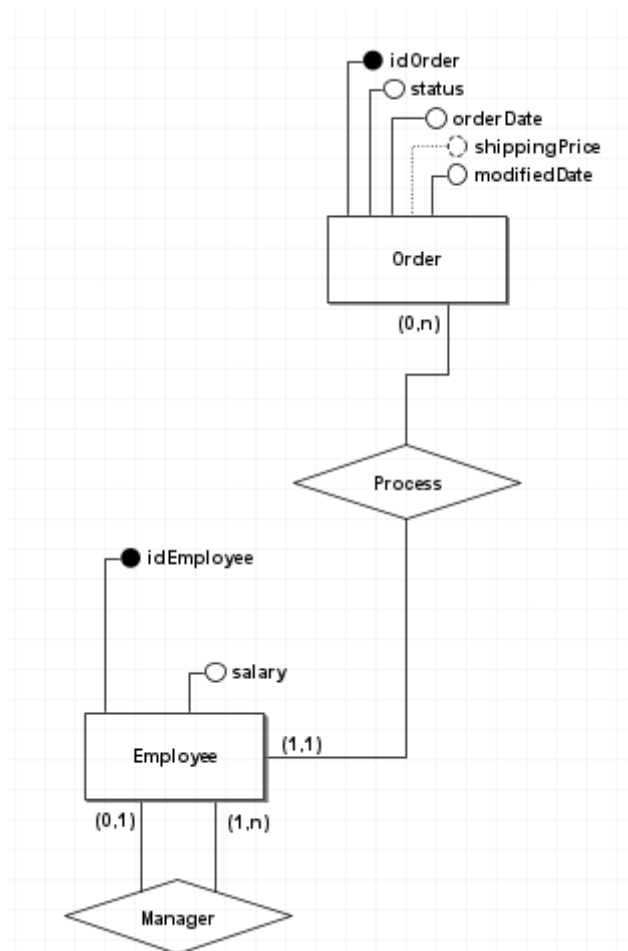 idOrder
status
orderDate
shippingPrice
modifiedDate
Order
(0,n)
Process
idEmployee
salary
(1,1)
Employee
(0,1)
(1,n)
Manager